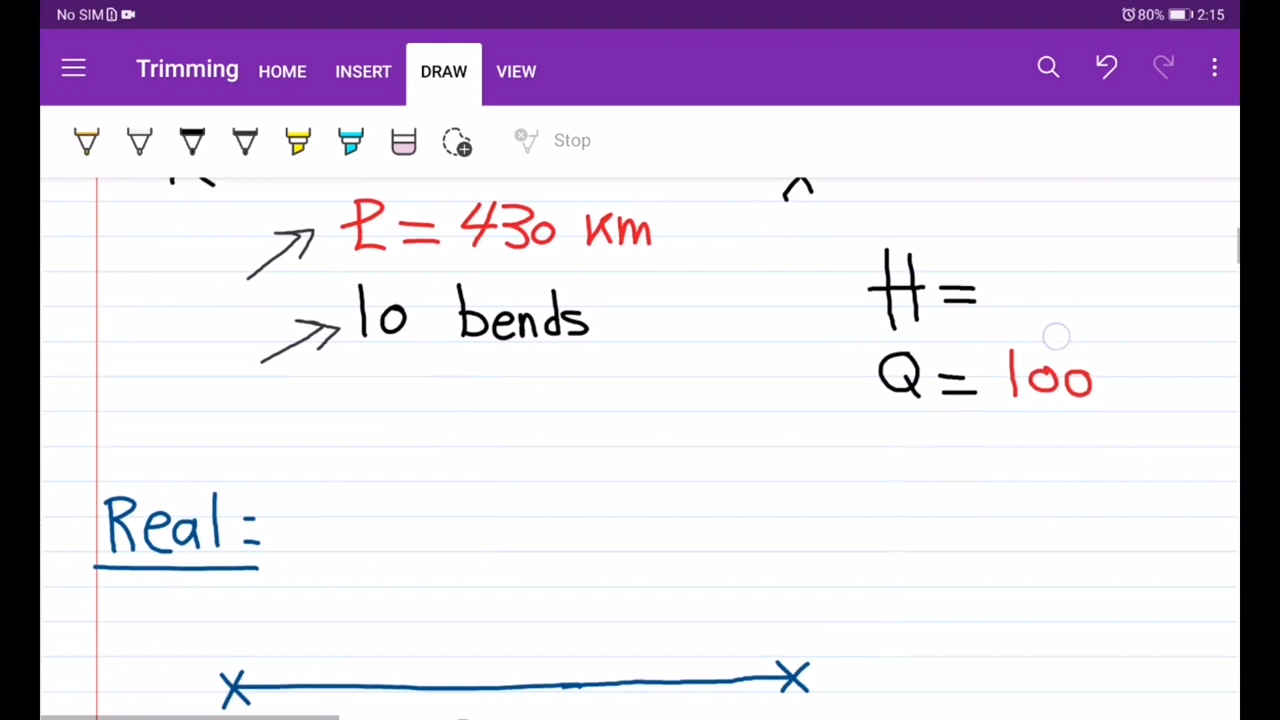 No SIM 80% 2:15
Trimming HOME INSERT DRAW VIEW
Stop
= 430 km
10 bends
H =
Q = 100
Real =